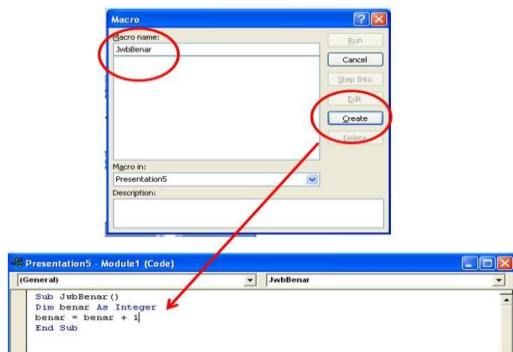 Macro
Macro name:
JwbBenar
Run
Cancel
Step Into
Edit
Create
Delete
Macro in:
Presentation5
Description:
Presentation5 - Module1 (Code)
(General)
JwbBenar
Sub JwbBenar()
Dim benar As Integer
benar = benar + 1
End Sub